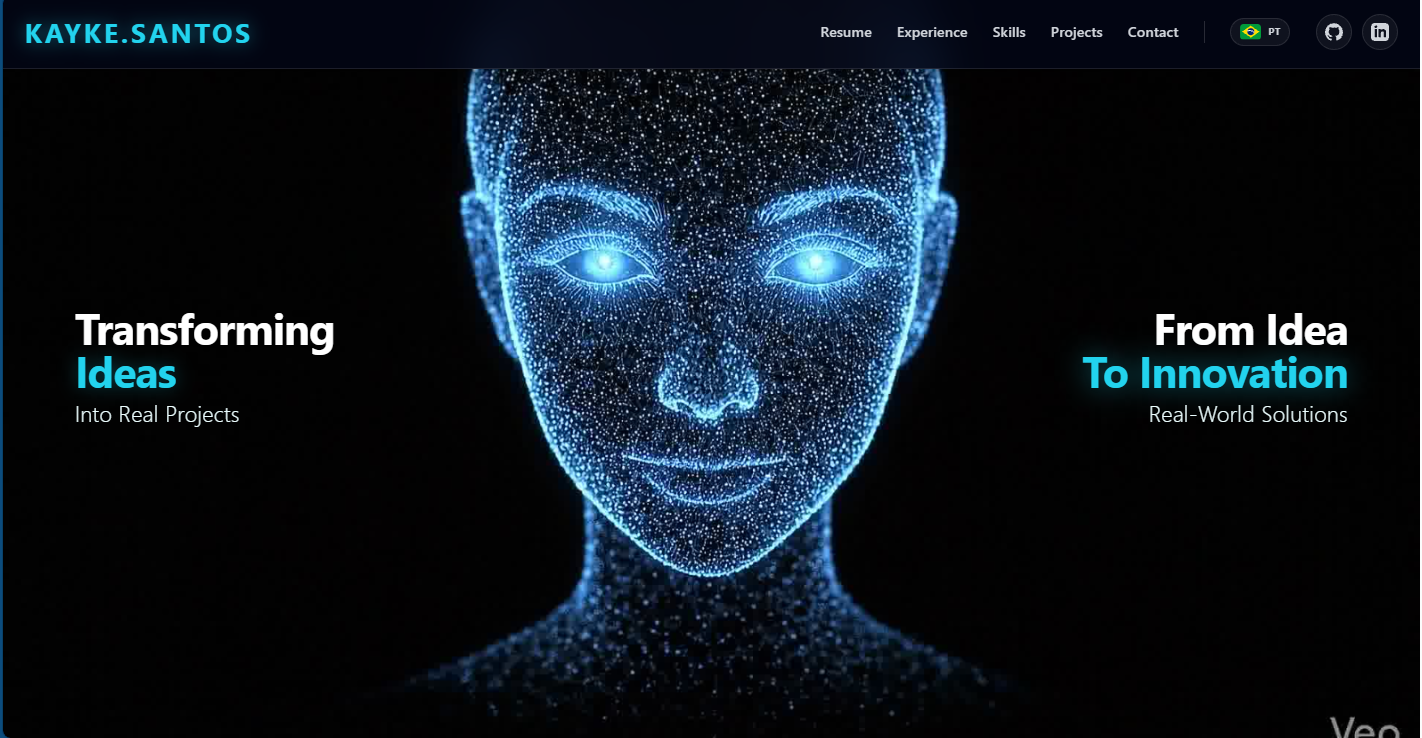 KAYKE.SANTOS
Resume Experience Skills Projects Contact PT
Transforming
Ideas
Into Real Projects
From Idea
To Innovation
Real-World Solutions
Veo